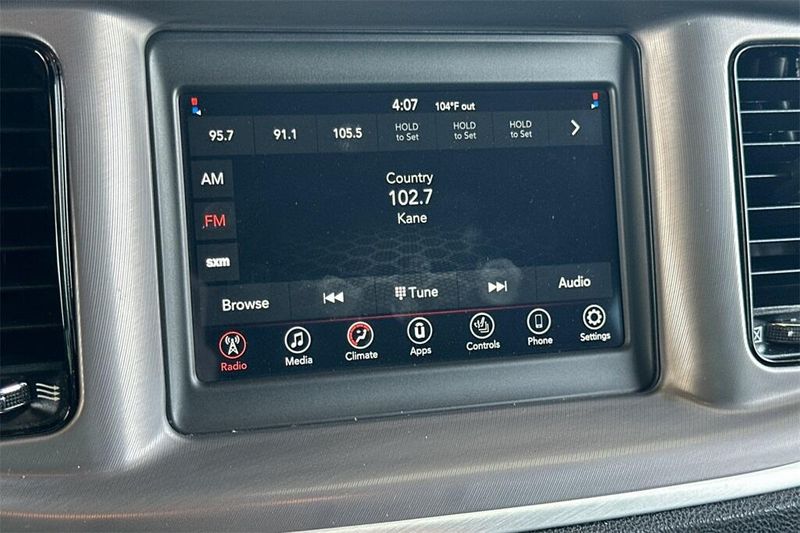 4:07 104°F out
95.7 91.1 105.5 HOLD to Set HOLD to Set HOLD to Set
AM
FM
sxm
Country
102.7
Kane
Browse Tune Audio
Radio Media Climate Apps Controls Phone Settings